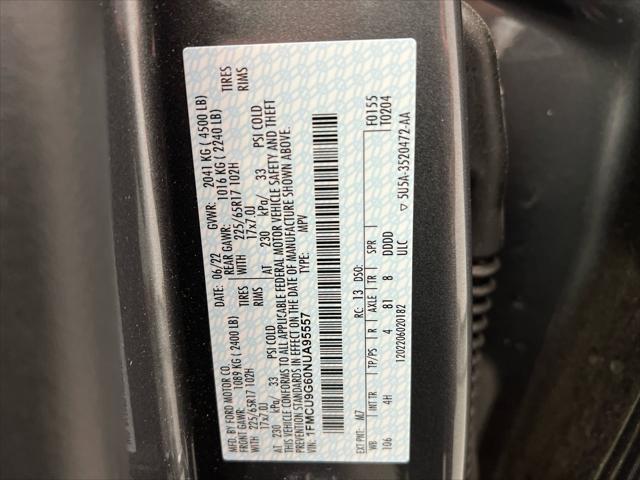 MFD. BY FORD MOTOR CO.
DATE: 06/22 GVWR: 2041 KG ( 4500 LB)
FRONT GAWR: 1089 KG ( 2400 LB) REAR GAWR: 1016 KG ( 2240 LB)
WITH 225/65R17 102H TIRES WITH 225/65R17 102H TIRES
17x7.0J RIMS 17x7.0J RIMS
AT 230 kPa/ 33 PSI COLD AT 230 kPa/ 33 PSI COLD
THIS VEHICLE CONFORMS TO ALL APPLICABLE FEDERAL MOTOR VEHICLE SAFETY AND THEFT
PREVENTION STANDARDS IN EFFECT ON THE DATE OF MANUFACTURE SHOWN ABOVE.
1FMCU9G60NUA95557 TYPE: MPV
F0155
T0204
EXT PNT: M7 RC: 13 DSO:
WB INT TR TP/PS R AXLE TR SPR
106 4H 4 81 8 DDDD
1202206020182 ULC
▽ 5U5A-3520472-AA